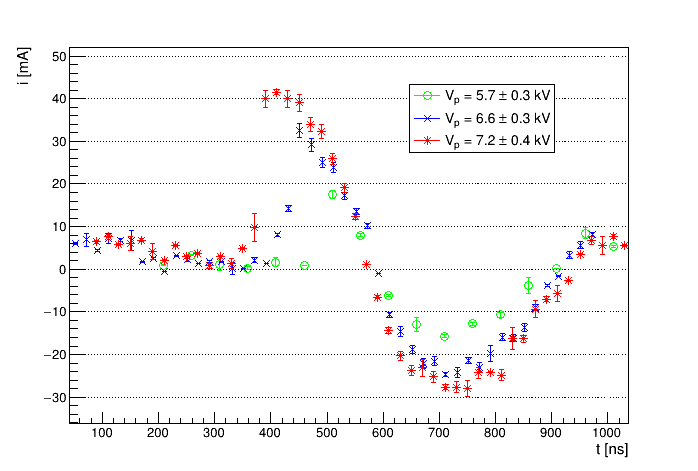 i [mA]
50
40
30
20
10
0
−10
−20
−30
V_p = 5.7 ± 0.3 kV
V_p = 6.6 ± 0.3 kV
V_p = 7.2 ± 0.4 kV
100 200 300 400 500 600 700 800 900 1000
t [ns]